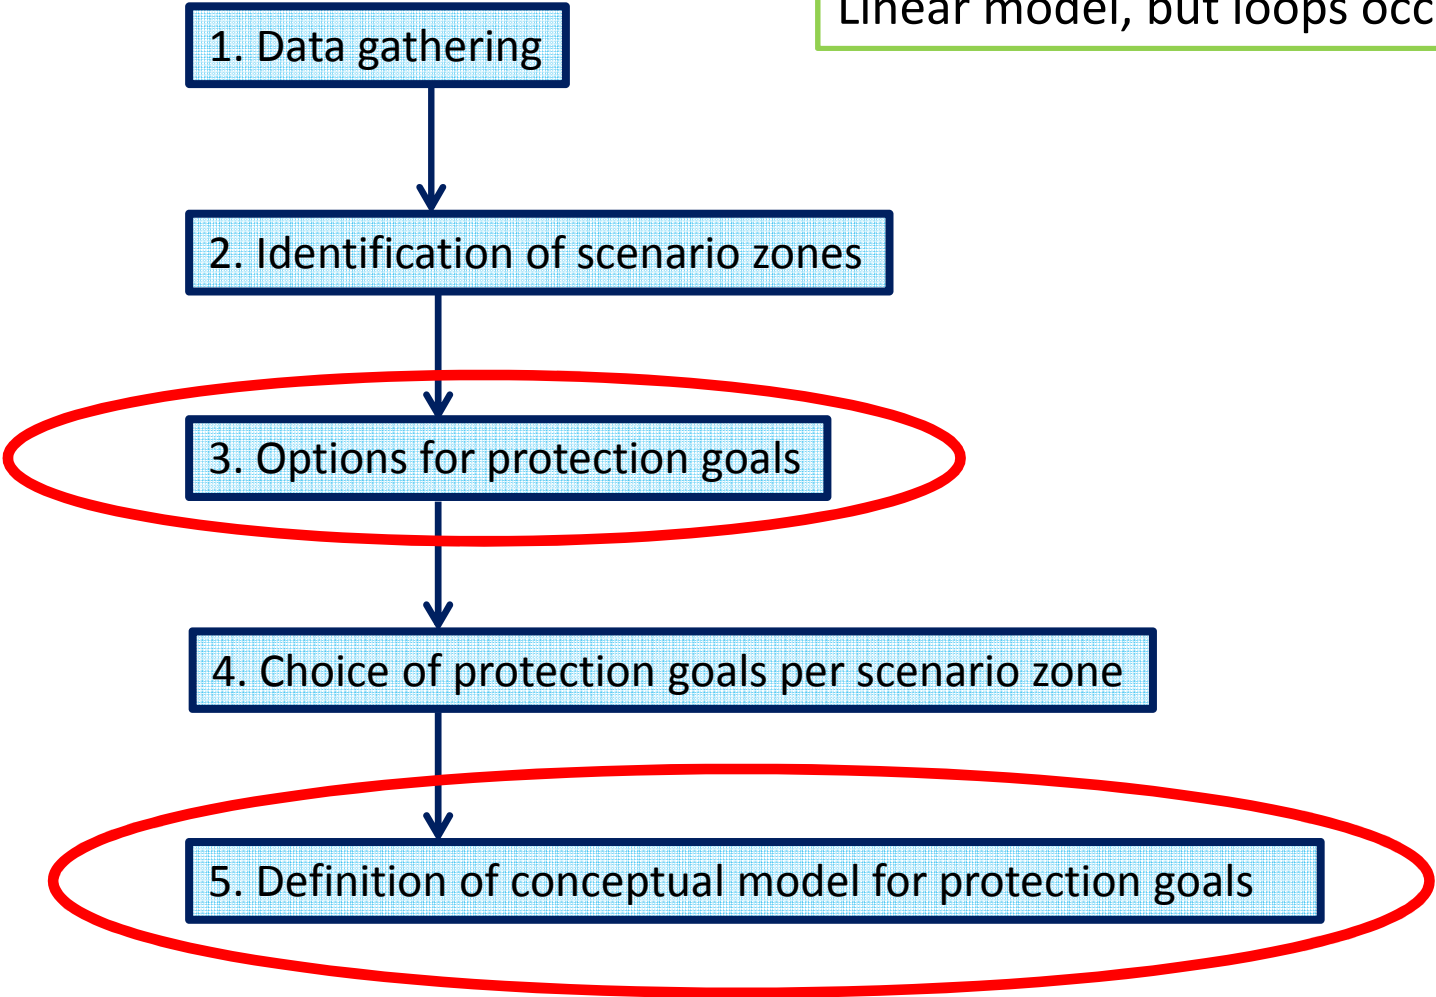 Linear model, but loops occ
1. Data gathering
2. Identification of scenario zones
3. Options for protection goals
4. Choice of protection goals per scenario zone
5. Definition of conceptual model for protection goals